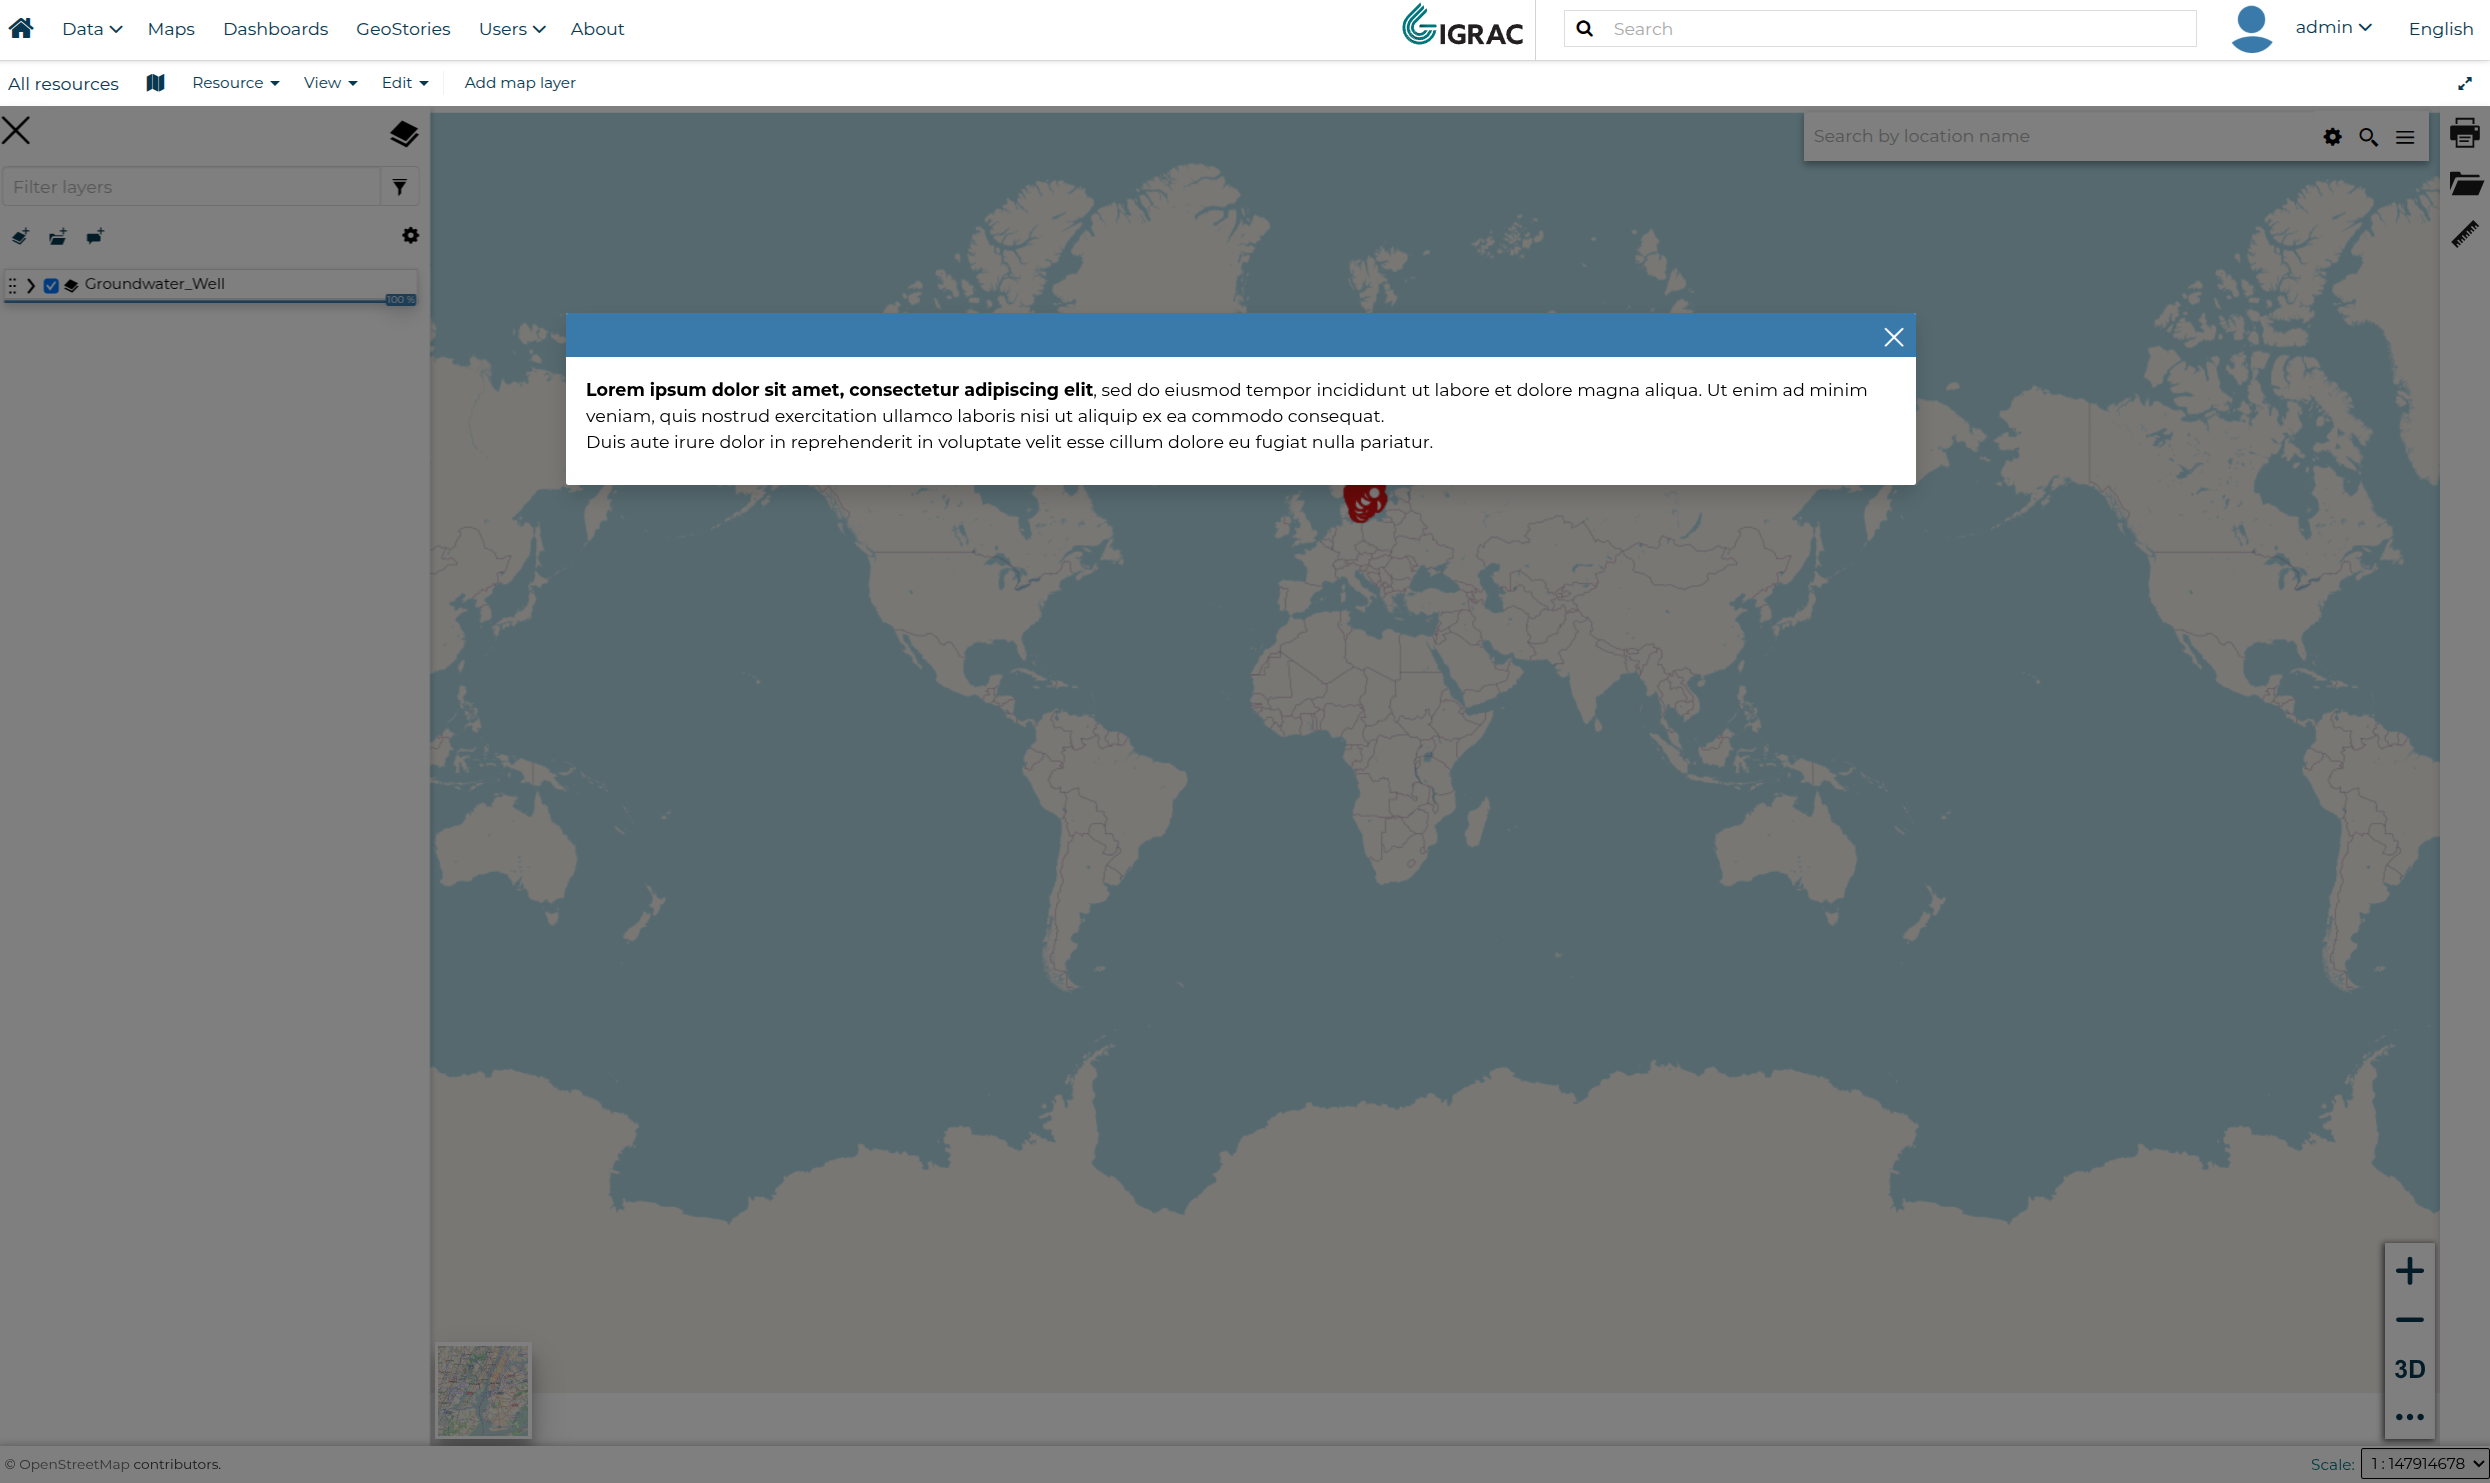 Data Maps Dashboards GeoStories Users About
IGRAC
Search
admin
English
All resources
Resource View Edit Add map layer
Search by location name
Filter layers
Groundwater_Well
100 %
Lorem ipsum dolor sit amet, consectetur adipiscing elit, sed do eiusmod tempor incididunt ut labore et dolore magna aliqua. Ut enim ad minim
veniam, quis nostrud exercitation ullamco laboris nisi ut aliquip ex ea commodo consequat.
Duis aute irure dolor in reprehenderit in voluptate velit esse cillum dolore eu fugiat nulla pariatur.
3D
© OpenStreetMap contributors.
Scale: 1 : 147914678